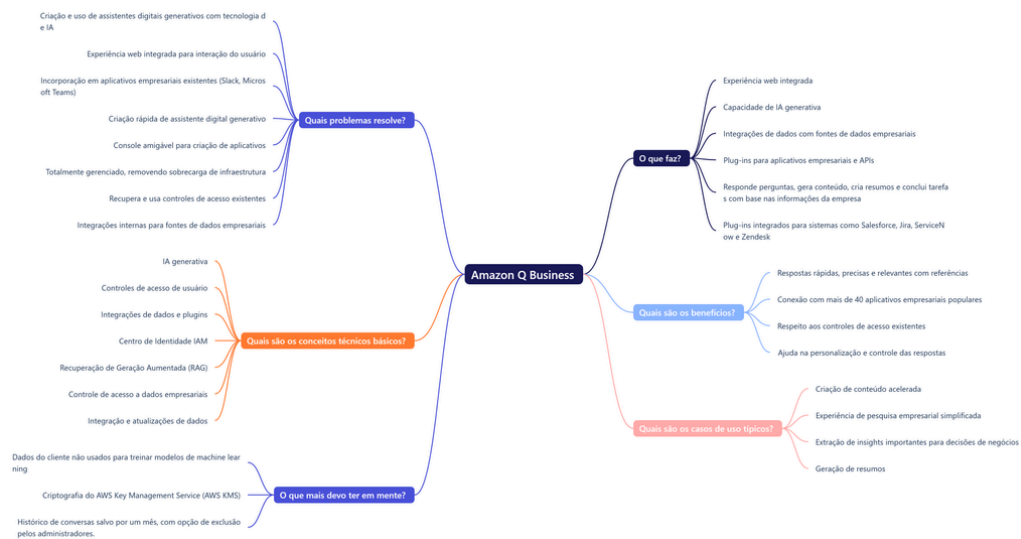 Amazon Q Business
Quais problemas resolve?
Criação e uso de assistentes digitais generativos com tecnologia d
e IA
Experiência web integrada para interação do usuário
Incorporação em aplicativos empresariais existentes (Slack, Micros
oft Teams)
Criação rápida de assistente digital generativo
Console amigável para criação de aplicativos
Totalmente gerenciado, removendo sobrecarga de infraestrutura
Recupera e usa controles de acesso existentes
Integrações internas para fontes de dados empresariais
Quais são os conceitos técnicos básicos?
IA generativa
Controles de acesso de usuário
Integrações de dados e plugins
Centro de Identidade IAM
Recuperação de Geração Aumentada (RAG)
Controle de acesso a dados empresariais
Integração e atualizações de dados
O que mais devo ter em mente?
Dados do cliente não usados para treinar modelos de machine lear
ning
Criptografia do AWS Key Management Service (AWS KMS)
Histórico de conversas salvo por um mês, com opção de exclusão
pelos administradores.
O que faz?
Experiência web integrada
Capacidade de IA generativa
Integrações de dados com fontes de dados empresariais
Plug-ins para aplicativos empresariais e APIs
Responde perguntas, gera conteúdo, cria resumos e conclui tarefa
s com base nas informações da empresa
Plug-ins integrados para sistemas como Salesforce, Jira, ServiceN
ow e Zendesk
Quais são os benefícios?
Respostas rápidas, precisas e relevantes com referências
Conexão com mais de 40 aplicativos empresariais populares
Respeito aos controles de acesso existentes
Ajuda na personalização e controle das respostas
Quais são os casos de uso típicos?
Criação de conteúdo acelerada
Experiência de pesquisa empresarial simplificada
Extração de insights importantes para decisões de negócios
Geração de resumos